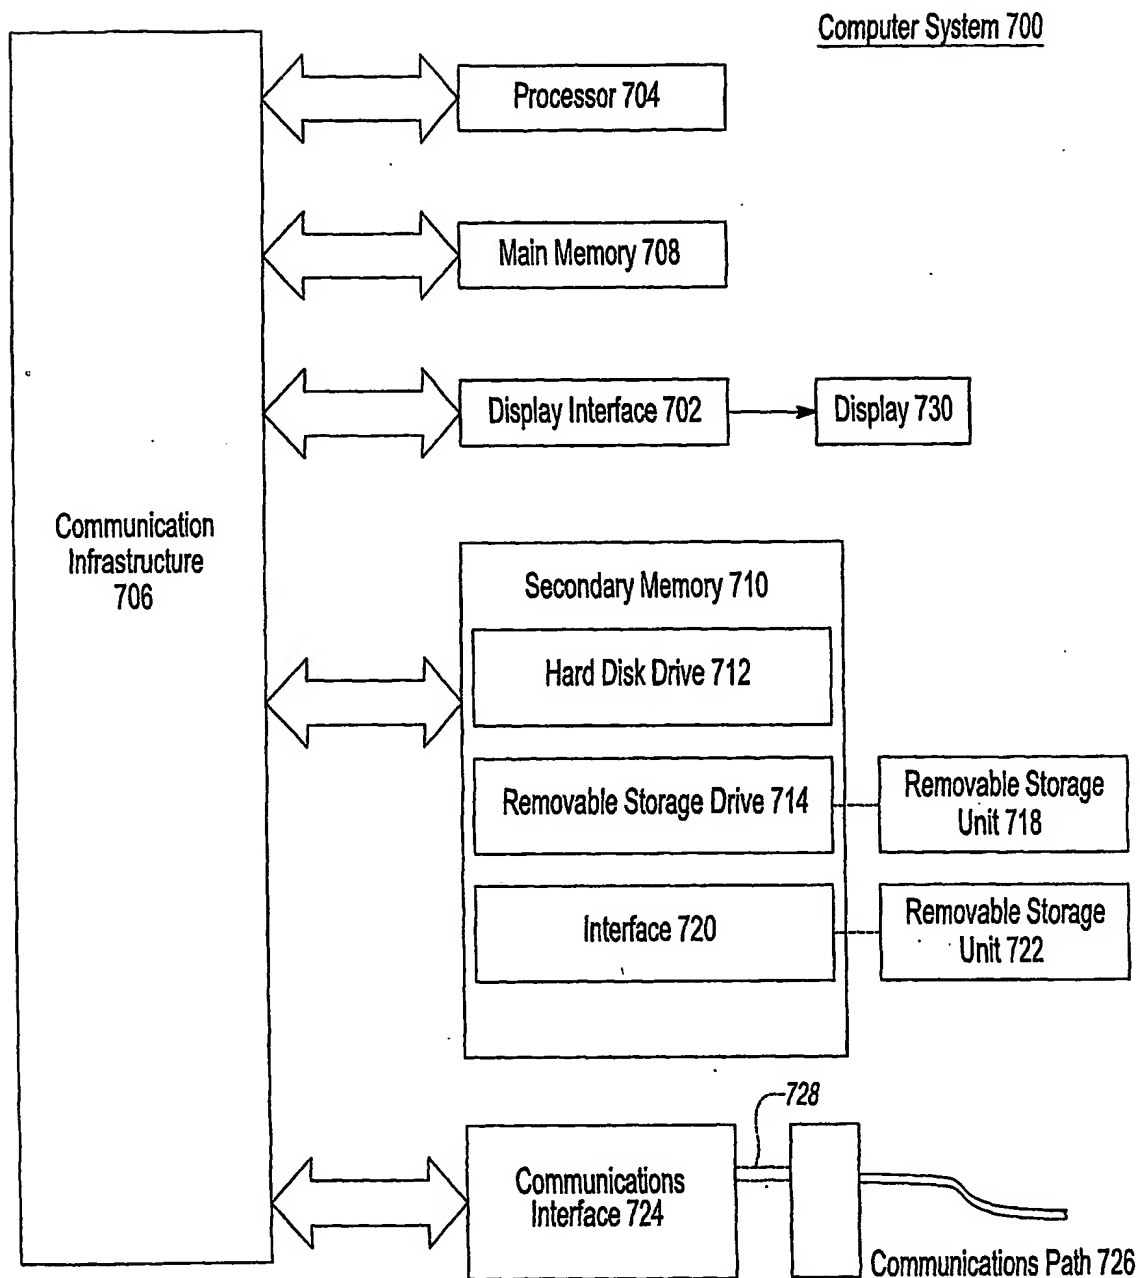 Computer System 700
Processor 704
Main Memory 708
Display Interface 702
Display 730
Communication
Infrastructure
706
Secondary Memory 710
Hard Disk Drive 712
Removable Storage Drive 714
Removable Storage
Unit 718
Interface 720
Removable Storage
Unit 722
728
Communications
Interface 724
Communications Path 726